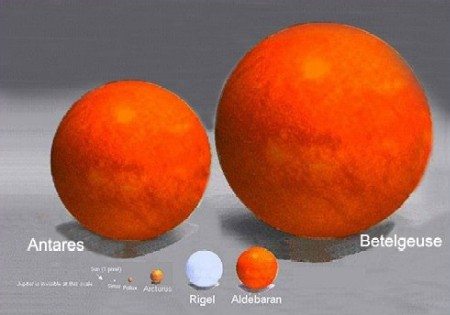 Antares
Betelgeuse
Sun (1 pixel)
Jupiter is invisible at this scale
Sirius
Pollux
Arcturus
Rigel
Aldebaran